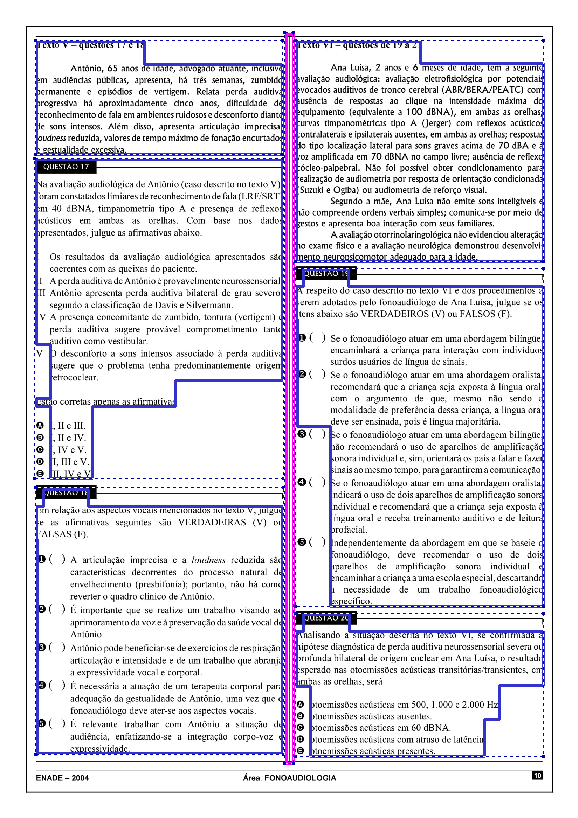 Texto V – questões 17 e 18
Antônio, 65 anos de idade, advogado atuante, inclusive
em audiências públicas, apresenta, há três semanas, zumbido
permanente e episódios de vertigem. Relata perda auditiva
progressiva há aproximadamente cinco anos, dificuldade de
reconhecimento de fala em ambientes ruidosos e desconforto diante
de sons intensos. Além disso, apresenta articulação imprecisa,
loudness reduzida, valores de tempo máximo de fonação encurtados
e gestualidade excessiva.
QUESTÃO 17
Na avaliação audiológica de Antônio (caso descrito no texto V)
foram constatados limiares de reconhecimento de fala (LRF/SRT)
em 40 dBNA, timpanometria tipo A e presença de reflexos
acústicos em ambas as orelhas. Com base nos dados
apresentados, julgue as afirmativas abaixo.
Os resultados da avaliação audiológica apresentados são
coerentes com as queixas do paciente.
I A perda auditiva de Antônio é provavelmente neurossensorial.
II Antônio apresenta perda auditiva bilateral de grau severo,
segundo a classificação de Davis e Silvermann.
V A presença concomitante de zumbido, tontura (vertigem) e
perda auditiva sugere provável comprometimento tanto
auditivo como vestibular.
V O desconforto a sons intensos associado à perda auditiva
sugere que o problema tenha predominantemente origem
retrococlear.
Estão corretas apenas as afirmativas
A I, II e III.
B I, II e IV.
C I, IV e V.
D II, III e V.
E III, IV e V.
QUESTÃO 18
Em relação aos aspectos vocais mencionados no texto V, julgue
se as afirmativas seguintes são VERDADEIRAS (V) ou
FALSAS (F).
1 ( ) A articulação imprecisa e a loudness reduzida são
características decorrentes do processo natural de
envelhecimento (presbifonia); portanto, não há como
reverter o quadro clínico de Antônio.
2 ( ) É importante que se realize um trabalho visando ao
aprimoramento da voz e à preservação da saúde vocal de
Antônio
3 ( ) Antônio pode beneficiar-se de exercícios de respiração,
articulação e intensidade e de um trabalho que abranja
a expressividade vocal e corporal.
4 ( ) É necessária a atuação de um terapeuta corporal para
adequação da gestualidade de Antônio, uma vez que o
fonoaudiólogo deve ater-se aos aspectos vocais.
5 ( ) É relevante trabalhar com Antônio a situação de
audiência, enfatizando-se a integração corpo-voz e
expressividade.
Texto VI – questões de 19 a 21
Ana Luísa, 2 anos e 6 meses de idade, tem a seguinte
avaliação audiológica: avaliação eletrofisiológica por potenciais
evocados auditivos de tronco cerebral (ABR/BERA/PEATC) com
ausência de respostas ao clique na intensidade máxima do
equipamento (equivalente a 100 dBNA), em ambas as orelhas;
curvas timpanométricas tipo A (Jerger) com reflexos acústicos
contralaterais e ipsilaterais ausentes, em ambas as orelhas; respostas
do tipo localização lateral para sons graves acima de 70 dBA e à
voz amplificada em 70 dBNA no campo livre; ausência de reflexo
cócleo-palpebral. Não foi possível obter condicionamento para
realização de audiometria por resposta de orientação condicionada
(Suzuki e Ogiba) ou audiometria de reforço visual.
Segundo a mãe, Ana Luísa não emite sons inteligíveis e
não compreende ordens verbais simples; comunica-se por meio de
gestos e apresenta boa interação com seus familiares.
A avaliação otorrinolaringológica não evidenciou alteração
no exame físico e a avaliação neurológica demonstrou desenvolvi-
mento neuropsicomotor adequado para a idade.
QUESTÃO 19
A respeito do caso descrito no texto VI e dos procedimentos a
serem adotados pelo fonoaudiólogo de Ana Luísa, julgue se os
itens abaixo são VERDADEIROS (V) ou FALSOS (F).
1 ( ) Se o fonoaudiólogo atuar em uma abordagem bilíngüe,
encaminhará a criança para interação com indivíduos
surdos usuários de língua de sinais.
2 ( ) Se o fonoaudiólogo atuar em uma abordagem oralista,
recomendará que a criança seja exposta à língua oral
com o argumento de que, mesmo não sendo a
modalidade de preferência dessa criança, a língua oral
deve ser ensinada, pois é língua majoritária.
3 ( ) Se o fonoaudiólogo atuar em uma abordagem bilíngüe,
não recomendará o uso de aparelhos de amplificação
sonora individual e, sim, orientará os pais a falar e fazer
sinais ao mesmo tempo, para garantirem a comunicação.
4 ( ) Se o fonoaudiólogo atuar em uma abordagem oralista,
indicará o uso de dois aparelhos de amplificação sonora
individual e recomendará que a criança seja exposta à
língua oral e receba treinamento auditivo e de leitura
orofacial.
5 ( ) Independentemente da abordagem em que se baseie o
fonoaudiólogo, deve recomendar o uso de dois
aparelhos de amplificação sonora individual e
encaminhar a criança a uma escola especial, descartando
a necessidade de um trabalho fonoaudiológico
específico.
QUESTÃO 20
Analisando a situação descrita no texto VI, se confirmada a
hipótese diagnóstica de perda auditiva neurossensorial severa ou
profunda bilateral de origem coclear em Ana Luísa, o resultado
esperado nas otoemissões acústicas transitórias/transientes, em
ambas as orelhas, será
A otoemissões acústicas em 500, 1.000 e 2.000 Hz.
B otoemissões acústicas ausentes.
C otoemissões acústicas em 60 dBNA.
D otoemissões acústicas com atraso de latência.
E otoemissões acústicas presentes.
ENADE – 2004
Área: FONOAUDIOLOGIA
10